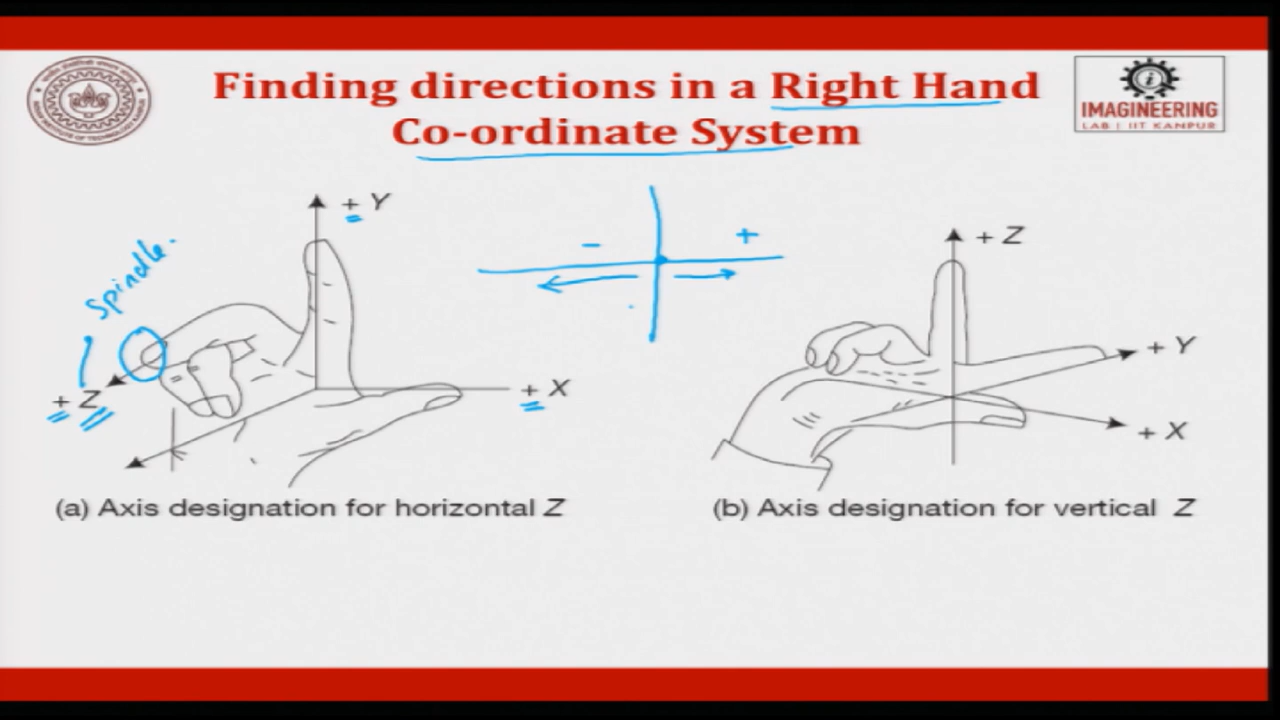 Finding directions in a Right Hand
Co-ordinate System
IMAGINEERING
LAB | IIT KANPUR
+ Y
Spindle.
+ Z
+ X
- +
+ Z
+ Y
+ X
(a) Axis designation for horizontal Z
(b) Axis designation for vertical Z